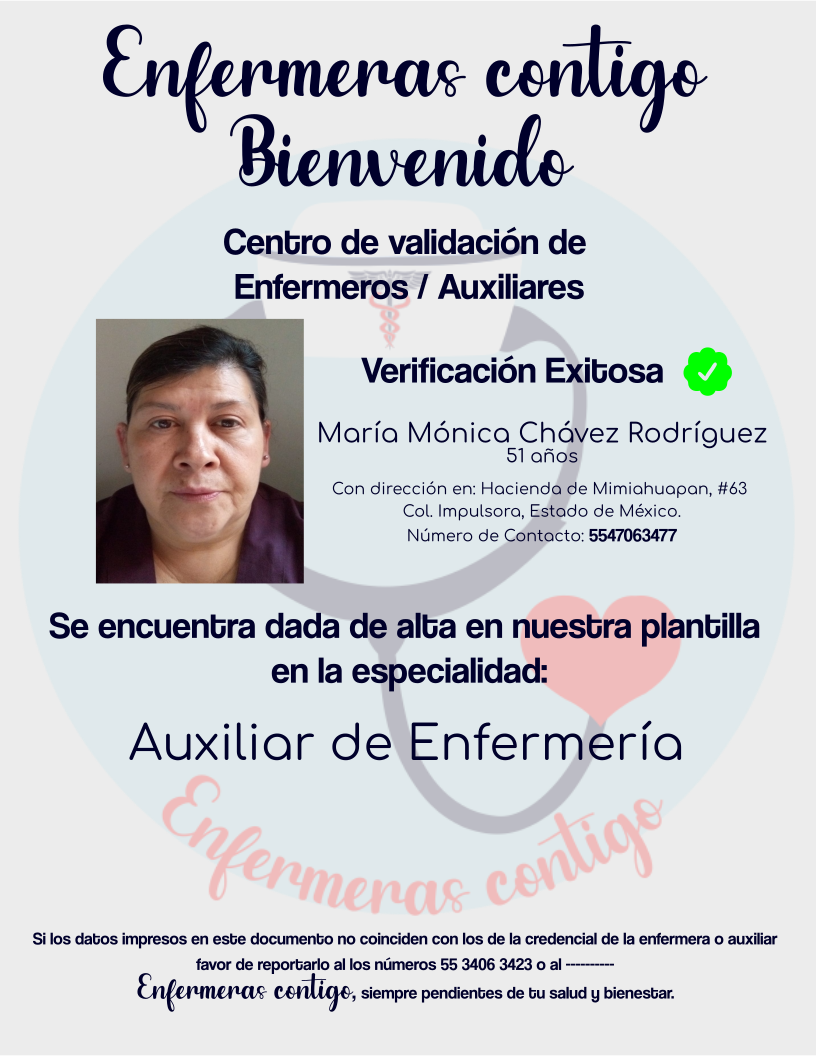 Enfermeras contigo
Bienvenido
Centro de validación de
Enfermeros / Auxiliares
Verificación Exitosa
María Mónica Chávez Rodríguez
51 años
Con dirección en: Hacienda de Mimiahuapan, #63
Col. Impulsora, Estado de México.
Número de Contacto: 5547063477
Se encuentra dada de alta en nuestra plantilla
en la especialidad:
Auxiliar de Enfermería
Enfermeras contigo
Si los datos impresos en este documento no coinciden con los de la credencial de la enfermera o auxiliar
favor de reportarlo al los números 55 3406 3423 o al ----------
Enfermeras contigo, siempre pendientes de tu salud y bienestar.